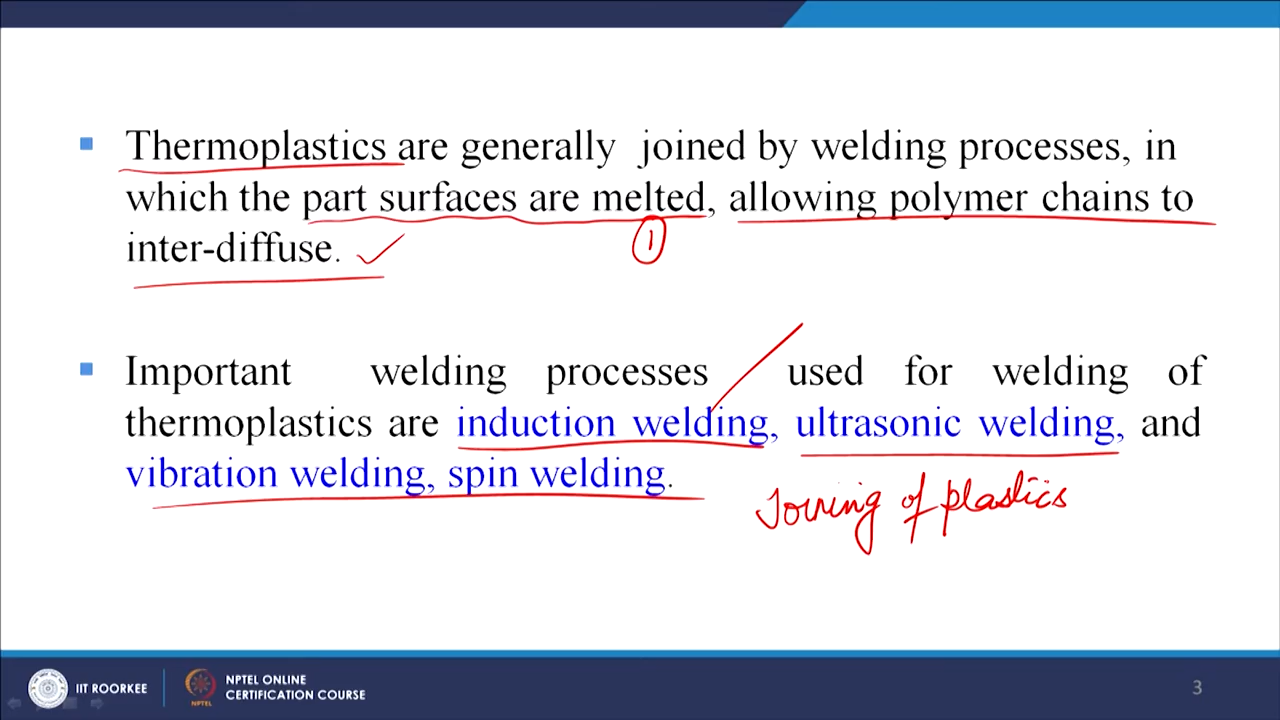 Thermoplastics are generally joined by welding processes, in
which the part surfaces are melted, allowing polymer chains to
inter-diffuse.
1
Important welding processes used for welding of
thermoplastics are induction welding, ultrasonic welding, and
vibration welding, spin welding.
Joining of plastics
IIT ROORKEE
NPTEL
NPTEL ONLINE
CERTIFICATION COURSE
3